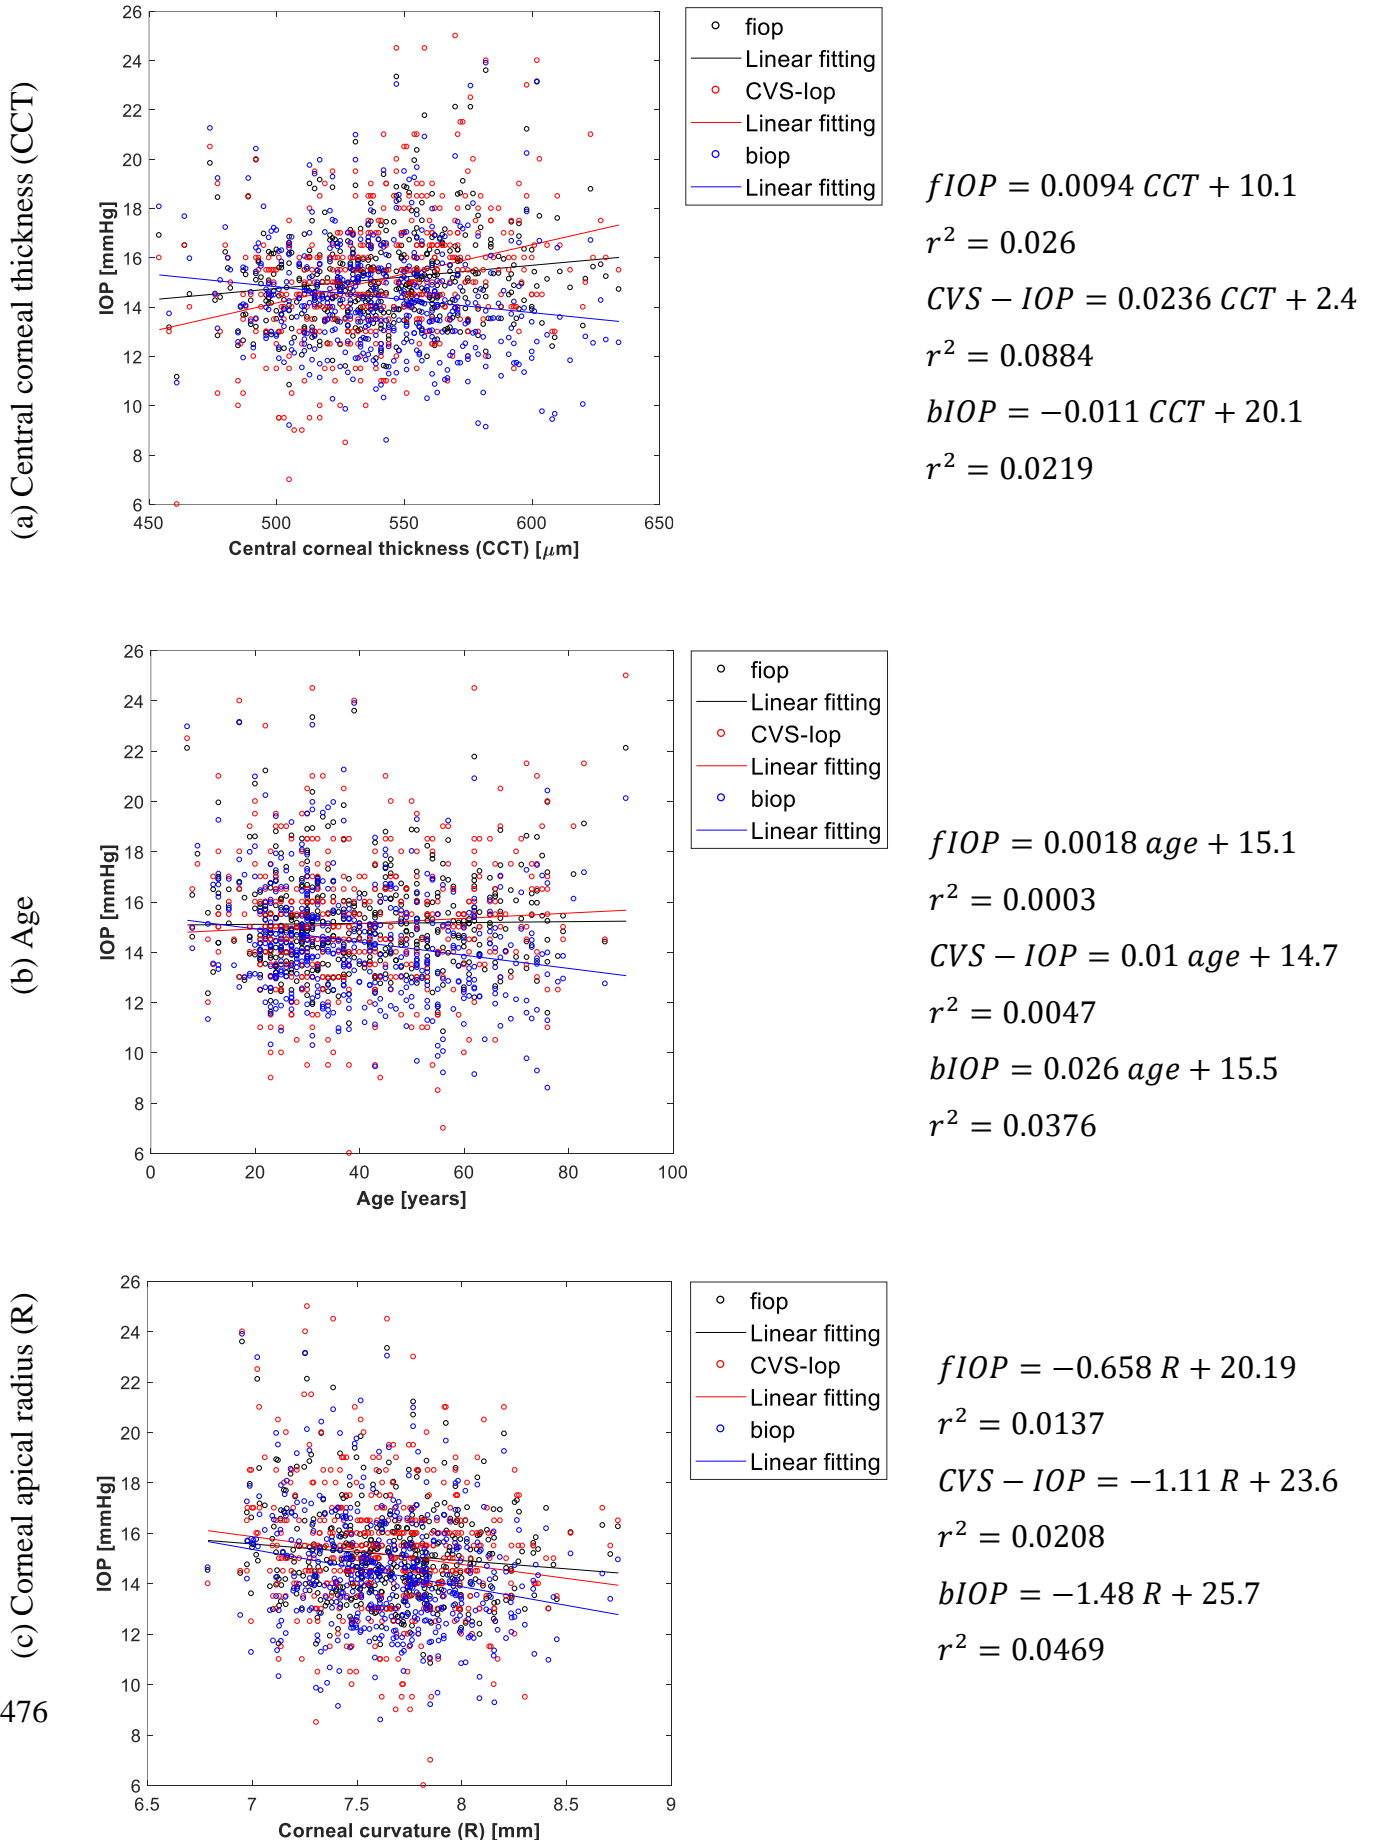 (a) Central corneal thickness (CCT)
26
24
22
20
18
16
14
12
10
8
6
IOP [mmHg]
450
500
550
600
650
Central corneal thickness (CCT) [μm]
fiop
Linear fitting
CVS-Iop
Linear fitting
biop
Linear fitting
fIOP = 0.0094 CCT + 10.1
r² = 0.026
CVS − IOP = 0.0236 CCT + 2.4
r² = 0.0884
bIOP = −0.011 CCT + 20.1
r² = 0.0219
(b) Age
26
24
22
20
18
16
14
12
10
8
6
IOP [mmHg]
0
20
40
60
80
100
Age [years]
fiop
Linear fitting
CVS-Iop
Linear fitting
biop
Linear fitting
fIOP = 0.0018 age + 15.1
r² = 0.0003
CVS − IOP = 0.01 age + 14.7
r² = 0.0047
bIOP = 0.026 age + 15.5
r² = 0.0376
(c) Corneal apical radius (R)
26
24
22
20
18
16
14
12
10
8
6
IOP [mmHg]
6.5
7
7.5
8
8.5
9
Corneal curvature (R) [mm]
fiop
Linear fitting
CVS-Iop
Linear fitting
biop
Linear fitting
fIOP = −0.658 R + 20.19
r² = 0.0137
CVS − IOP = −1.11 R + 23.6
r² = 0.0208
bIOP = −1.48 R + 25.7
r² = 0.0469
476